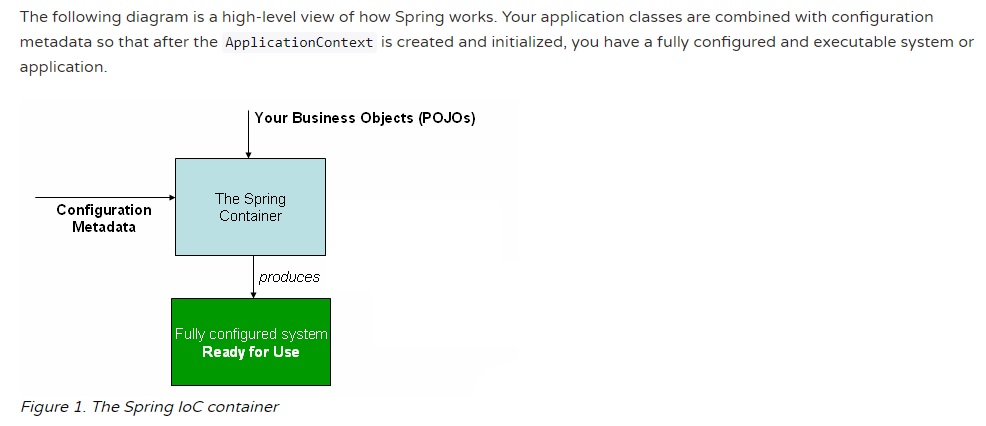 The following diagram is a high-level view of how Spring works. Your application classes are combined with configuration
metadata so that after the ApplicationContext is created and initialized, you have a fully configured and executable system or
application.
Your Business Objects (POJOs)
The Spring
Container
Configuration
Metadata
produces
Fully configured system
Ready for Use
Figure 1. The Spring IoC container